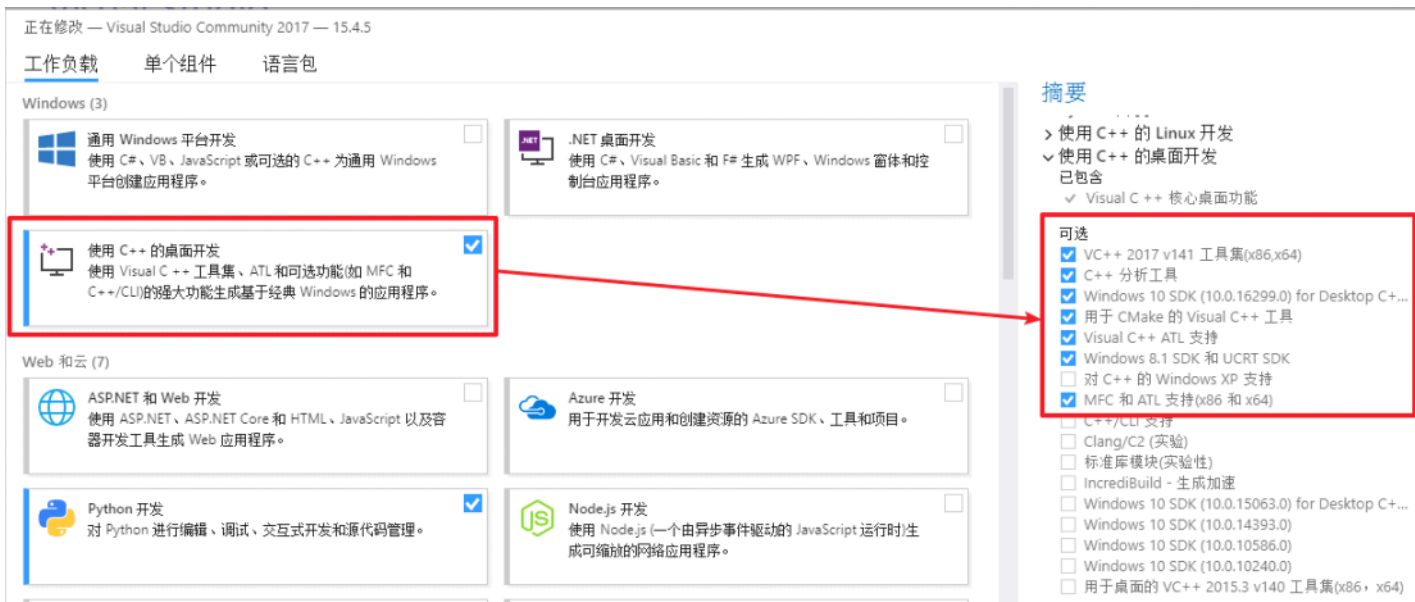 正在修改 — Visual Studio Community 2017 — 15.4.5
工作负载 单个组件 语言包
Windows (3)
通用 Windows 平台开发
使用 C#、VB、JavaScript 或可选的 C++ 为通用 Windows
平台创建应用程序。
.NET
.NET 桌面开发
使用 C#、Visual Basic 和 F# 生成 WPF、Windows 窗体和控
制台应用程序。
使用 C++ 的桌面开发
使用 Visual C ++ 工具集、ATL 和可选功能(如 MFC 和
C++/CLI)的强大功能生成基于经典 Windows 的应用程序。
Web 和云 (7)
ASP.NET 和 Web 开发
使用 ASP.NET、ASP.NET Core 和 HTML、JavaScript 以及容
器开发工具生成 Web 应用程序。
Azure 开发
用于开发云应用和创建资源的 Azure SDK、工具和项目。
Python 开发
对 Python 进行编辑、调试、交互式开发和源代码管理。
JS
Node.js 开发
使用 Node.js (一个由异步事件驱动的 JavaScript 运行时)生
成可缩放的网络应用程序。
摘要
使用 C++ 的 Linux 开发
使用 C++ 的桌面开发
已包含
Visual C ++ 核心桌面功能
可选
VC++ 2017 v141 工具集(x86,x64)
C++ 分析工具
Windows 10 SDK (10.0.16299.0) for Desktop C+...
用于 CMake 的 Visual C++ 工具
Visual C++ ATL 支持
Windows 8.1 SDK 和 UCRT SDK
对 C++ 的 Windows XP 支持
MFC 和 ATL 支持(x86 和 x64)
C++/CLI 支持
Clang/C2 (实验)
标准库模块(实验性)
IncrediBuild - 生成加速
Windows 10 SDK (10.0.15063.0) for Desktop C+...
Windows 10 SDK (10.0.14393.0)
Windows 10 SDK (10.0.10586.0)
Windows 10 SDK (10.0.10240.0)
用于桌面的 VC++ 2015.3 v140 工具集(x86，x64)